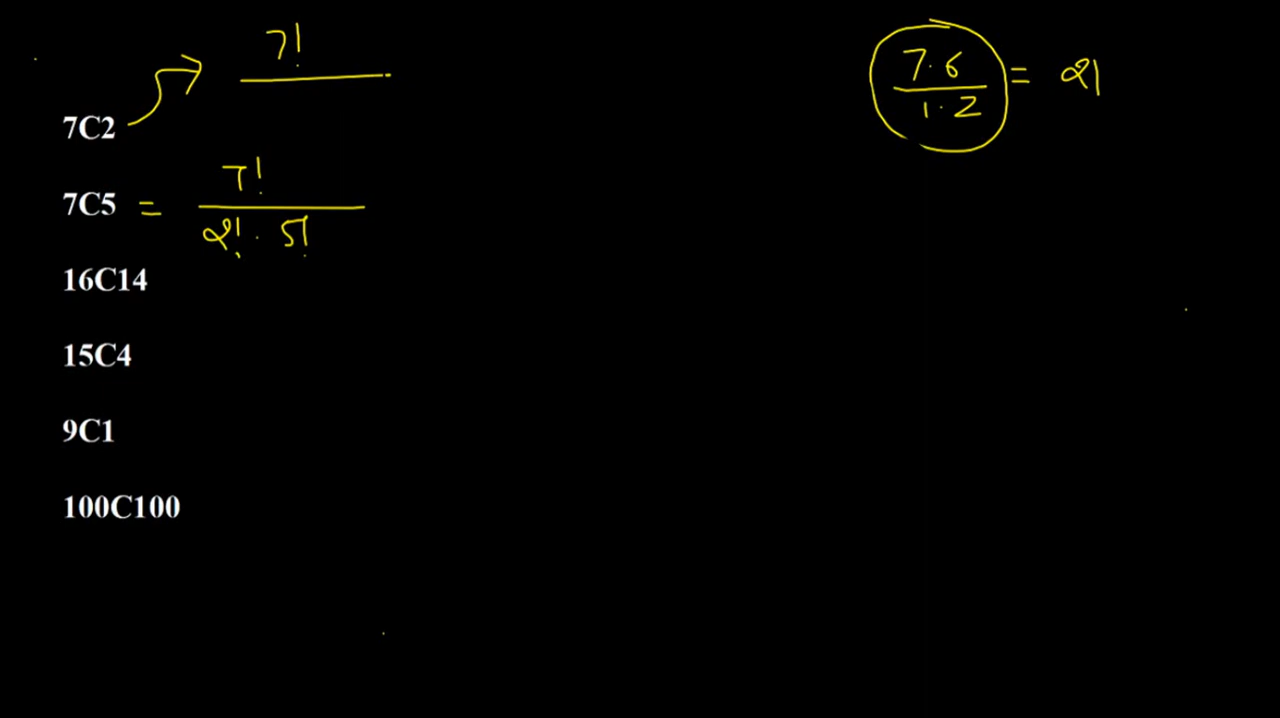 7!
7C2
7·6
1·2
= 21
7C5 = 7!
2! · 5!
16C14
15C4
9C1
100C100